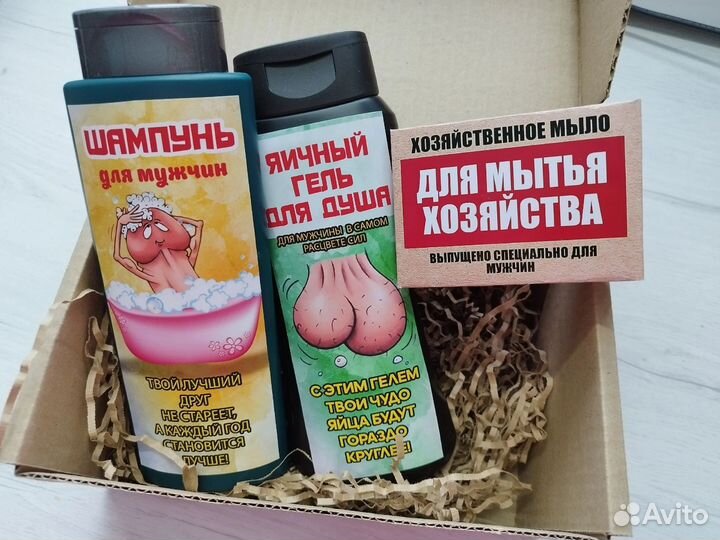 ШАМПУНЬ
для мужчин
ТВОЙ ЛУЧШИЙ
ДРУГ
НЕ СТАРЕЕТ,
А КАЖДЫЙ ГОД
СТАНОВИТСЯ
ЛУЧШЕ!
ЯИЧНЫЙ
ГЕЛЬ
ДЛЯ ДУША
ДЛЯ МУЖЧИНЫ В САМОМ
РАСЦВЕТЕ СИЛ
С ЭТИМ ГЕЛЕМ
ТВОИ ЧУДО
ЯЙЦА БУДУТ
ГОРАЗДО
КРУГЛЕЕ!
ХОЗЯЙСТВЕННОЕ МЫЛО
ДЛЯ МЫТЬЯ
ХОЗЯЙСТВА
ВЫПУЩЕНО СПЕЦИАЛЬНО ДЛЯ
МУЖЧИН
Avito